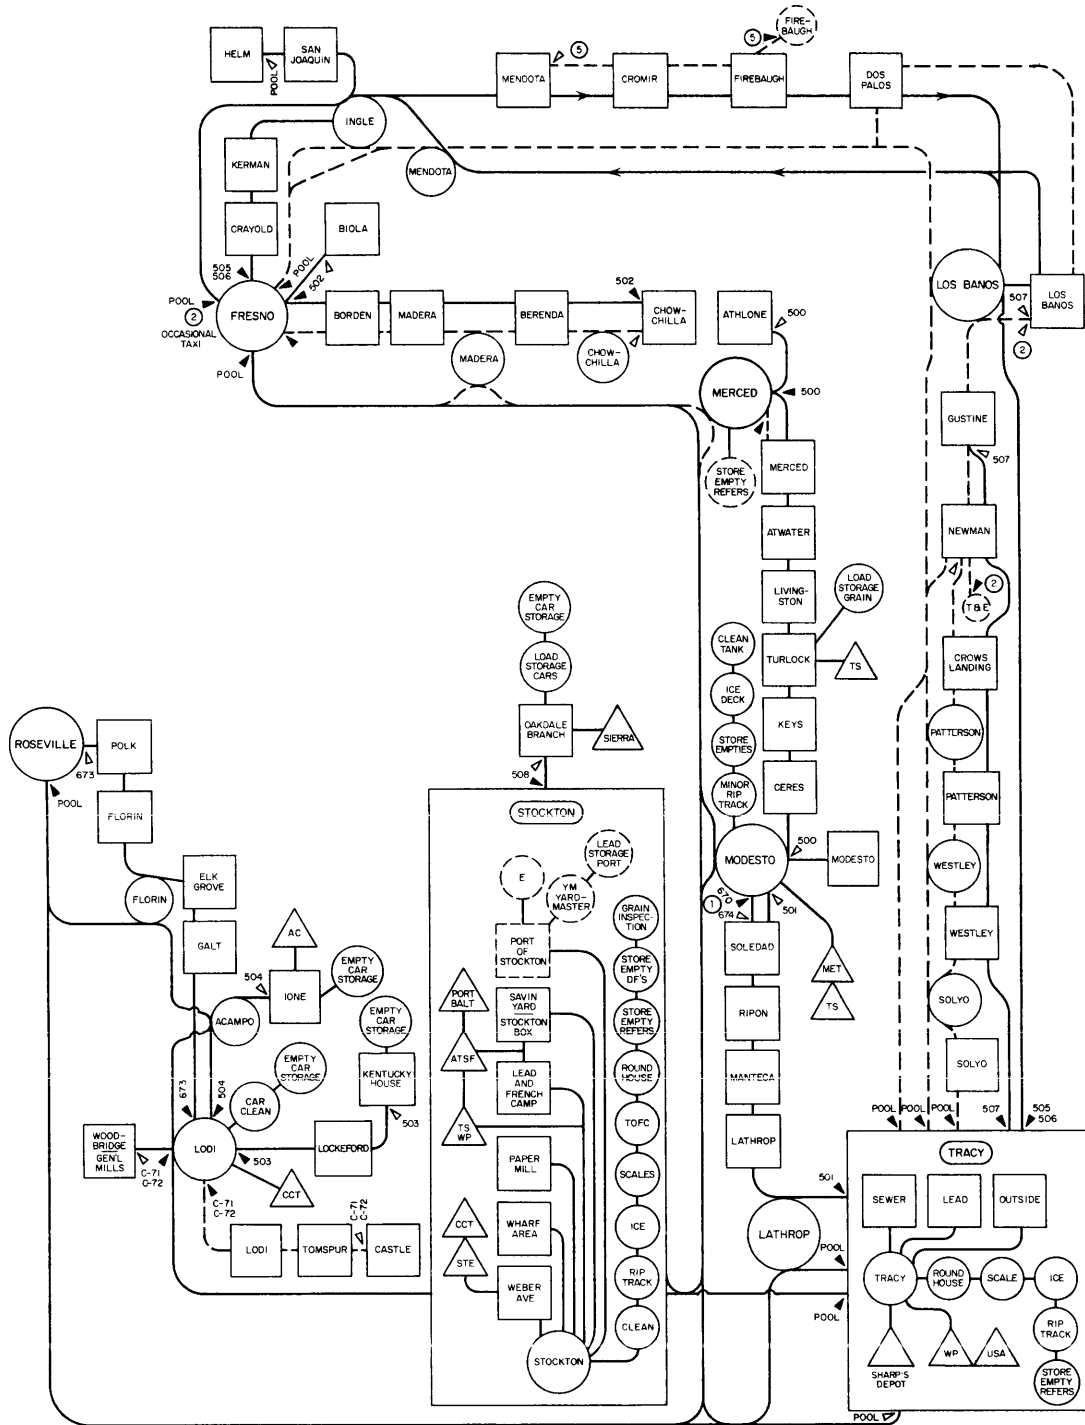 FIRE-
BAUGH
5
5
HELM
SAN
JOAQUIN
POOL
MENDOTA
CROMIR
FIREBAUGH
DOS
PALOS
INGLE
KERMAN
MENDOTA
CRAYOLD
BIOLA
505
506
POOL
502
POOL
2
OCCASIONAL
TAXI
FRESNO
BORDEN
MADERA
BERENDA
502
CHOW-
CHILLA
ATHLONE
500
LOS BANOS
507
LOS
BANOS
2
POOL
MADERA
CHOW-
CHILLA
MERCED
500
GUSTINE
507
STORE
EMPTY
REFERS
MERCED
ATWATER
NEWMAN
2
T&E
LIVING-
STON
LOAD
STORAGE
GRAIN
EMPTY
CAR
STORAGE
CLEAN
TANK
TURLOCK
TS
CROWS
LANDING
LOAD
STORAGE
CARS
ICE
DECK
OAKDALE
BRANCH
SIERRA
508
STORE
EMPTIES
KEYS
PATTERSON
PATTERSON
ROSEVILLE
673
POLK
POOL
MINOR
RIP
TRACK
CERES
FLORIN
STOCKTON
500
MODESTO
MODESTO
WESTLEY
LEAD
STORAGE
PORT
E
YM
YARD-
MASTER
670
1
674
501
ELK
GROVE
FLORIN
GRAIN
INSPEC-
TION
WESTLEY
GALT
AC
PORT
OF
STOCKTON
SOLEDAD
MET
TS
504
IONE
EMPTY
CAR
STORAGE
STORE
EMPTY
DF'S
PORT
BALT
SAVIN
YARD
STOCKTON
BOX
SOLYO
ACAMPO
EMPTY
CAR
STORAGE
STORE
EMPTY
REFERS
RIPON
ATSF
SOLYO
EMPTY
CAR
STORAGE
KENTUCKY
HOUSE
LEAD
AND
FRENCH
CAMP
ROUND
HOUSE
MANTECA
673
504
CAR
CLEAN
503
TS
WP
TOFC
POOL
POOL
POOL
507
505
506
WOOD-
BRIDGE
GEN'L
MILLS
C-71
C-72
LODI
503
LOCKEFORD
PAPER
MILL
SCALES
LATHROP
TRACY
CCT
501
SEWER
LEAD
OUTSIDE
C-71
C-72
C-71
C-72
CCT
WHARF
AREA
ICE
LATHROP
LODI
TOMSPUR
CASTLE
STE
WEBER
AVE
RIP
TRACK
POOL
TRACY
ROUND
HOUSE
SCALE
ICE
POOL
CLEAN
RIP
TRACK
STOCKTON
SHARP'S
DEPOT
WP
USA
STORE
EMPTY
REFERS
POOL